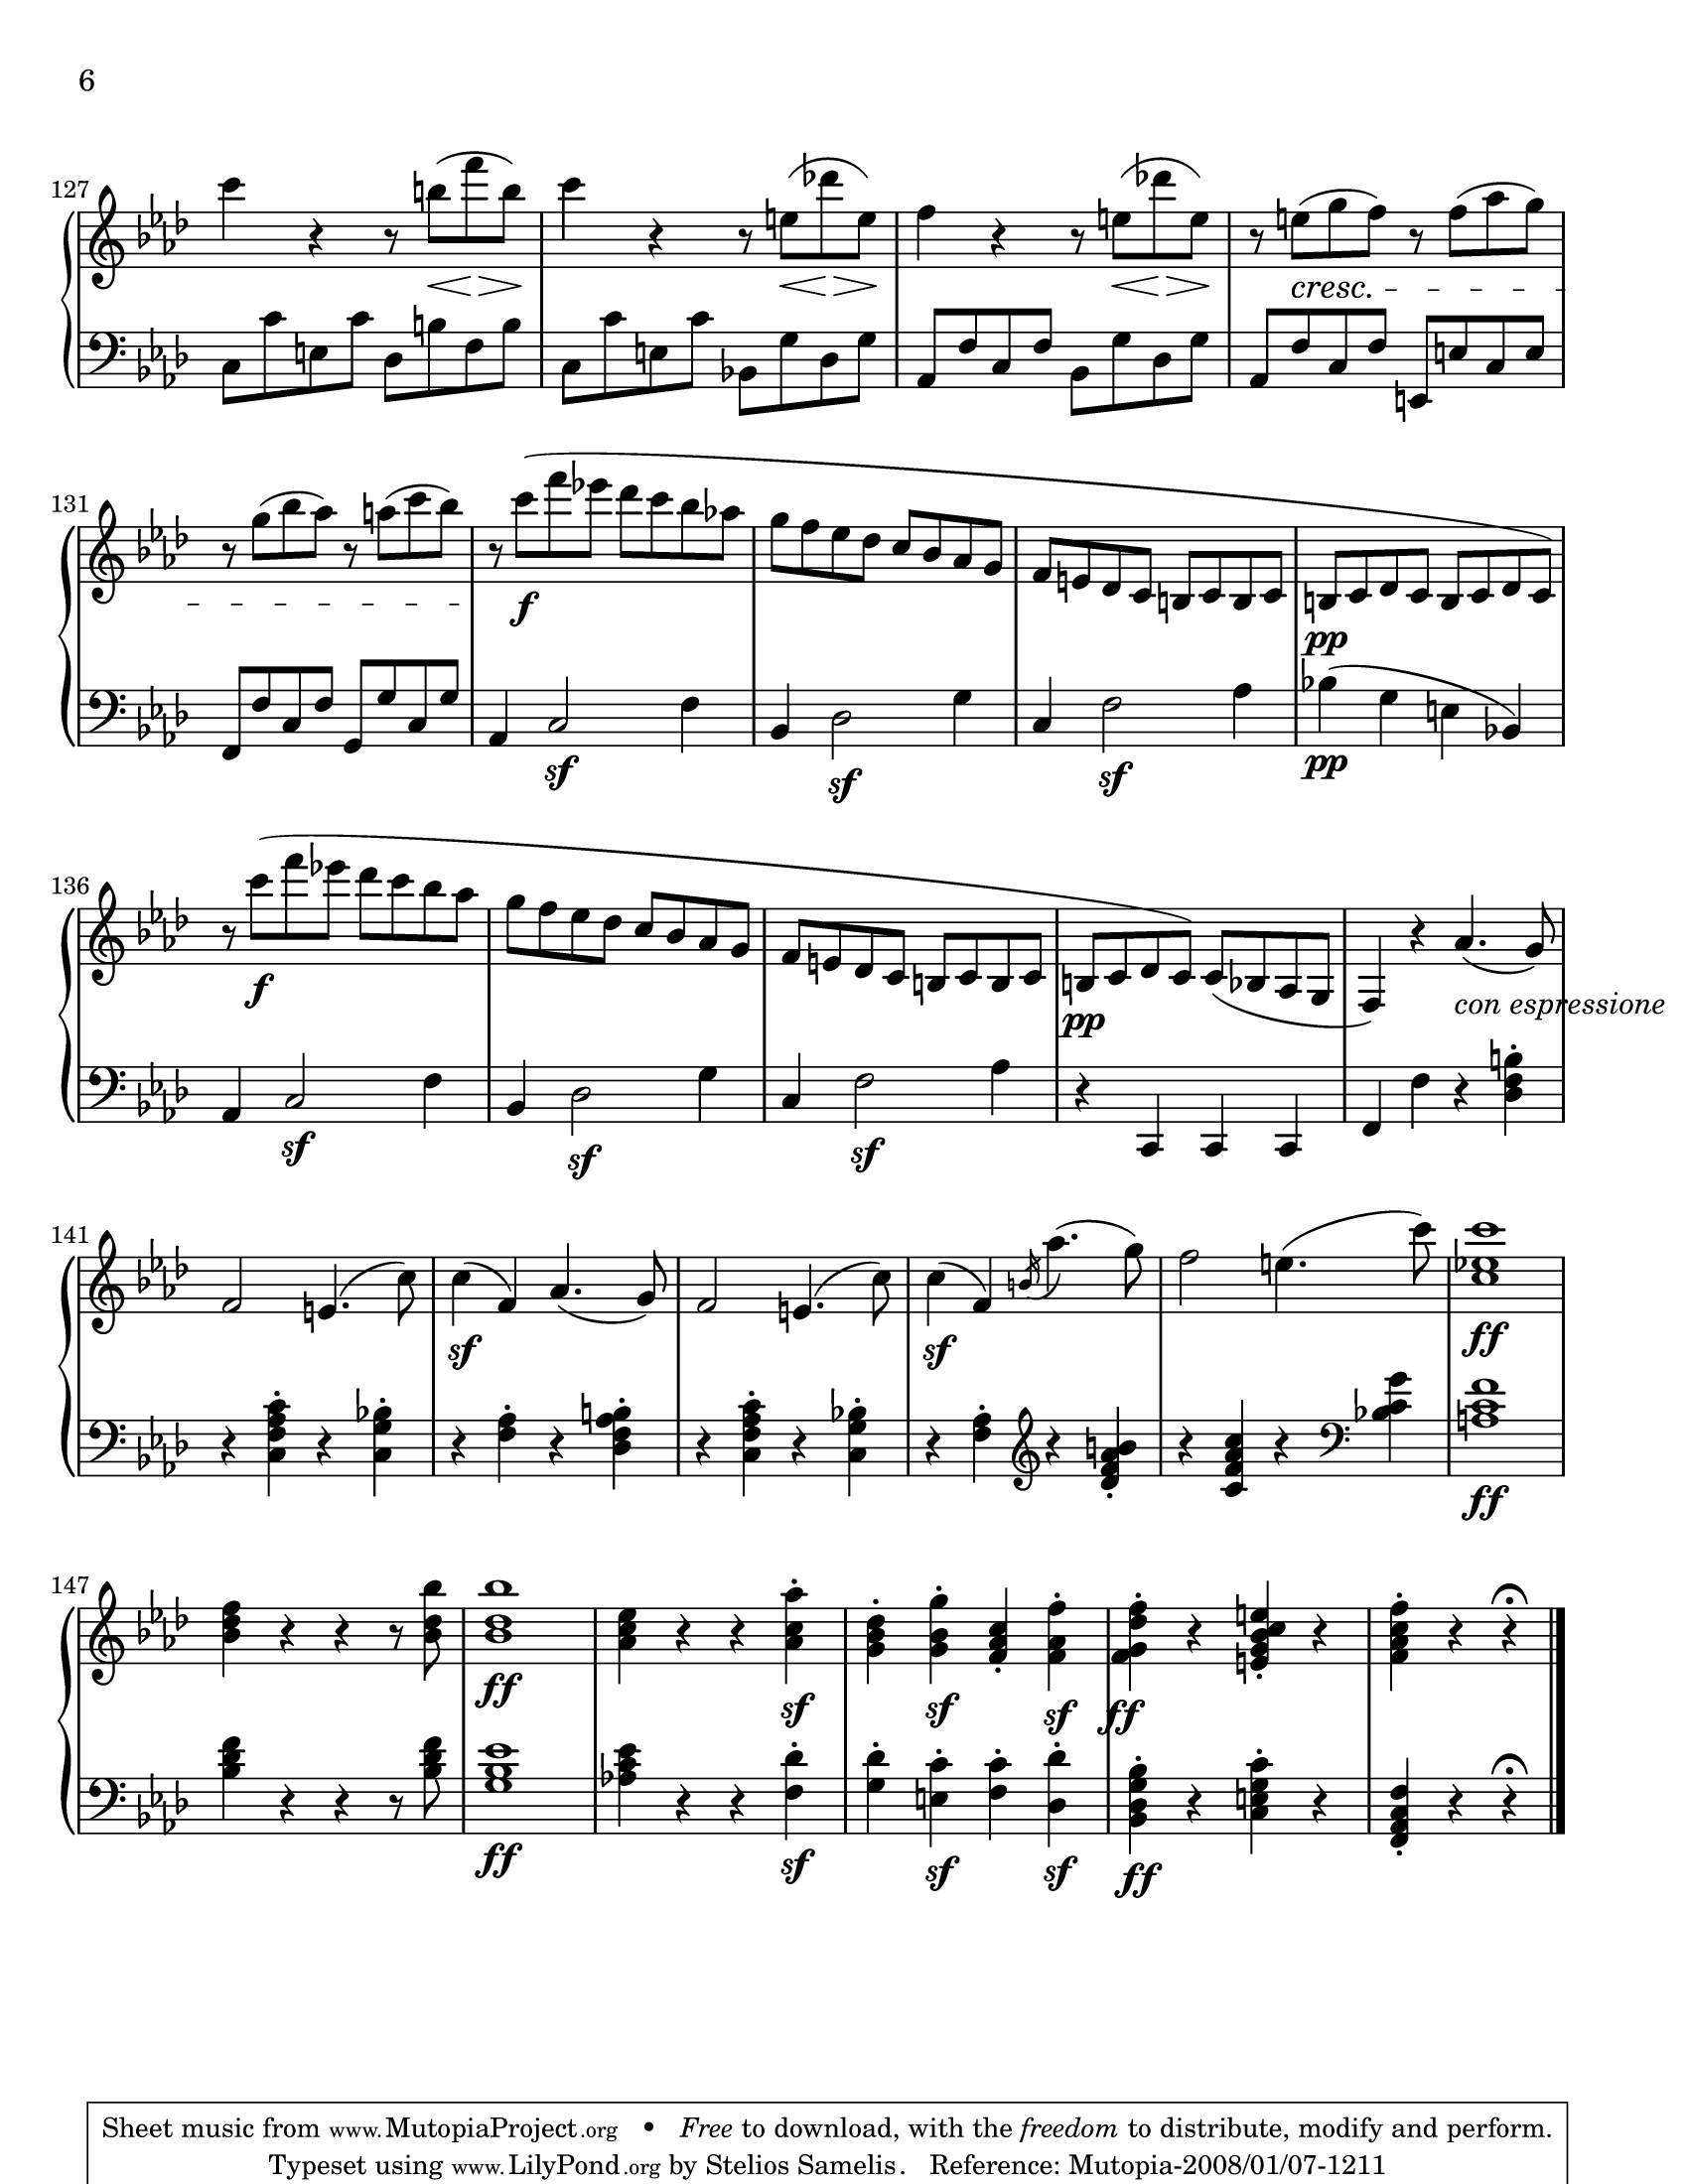 6
127
cresc.
131
f
pp
sf sf sf pp
136
f
pp
con espressione
sf sf sf
141
sf sf ff
ff
147
ff sf sf sf ff
ff sf sf sf ff
Sheet music from www.MutopiaProject.org • Free to download, with the freedom to distribute, modify and perform.
Typeset using www.LilyPond.org by Stelios Samelis. Reference: Mutopia-2008/01/07-1211